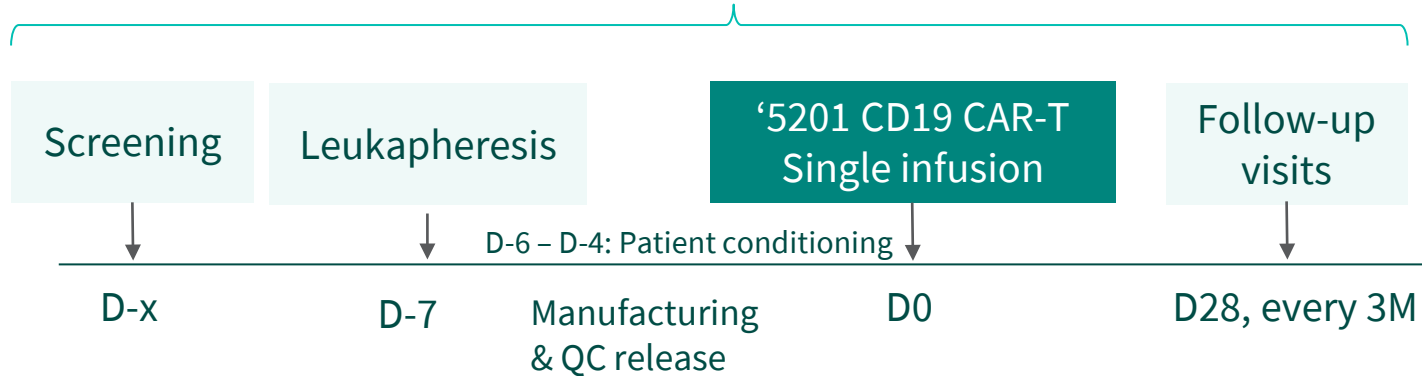 Screening
Leukapheresis
‘5201 CD19 CAR-T
Single infusion
Follow-up
visits
D-6 – D-4: Patient conditioning
D-x
D-7
Manufacturing
& QC release
D0
D28, every 3M